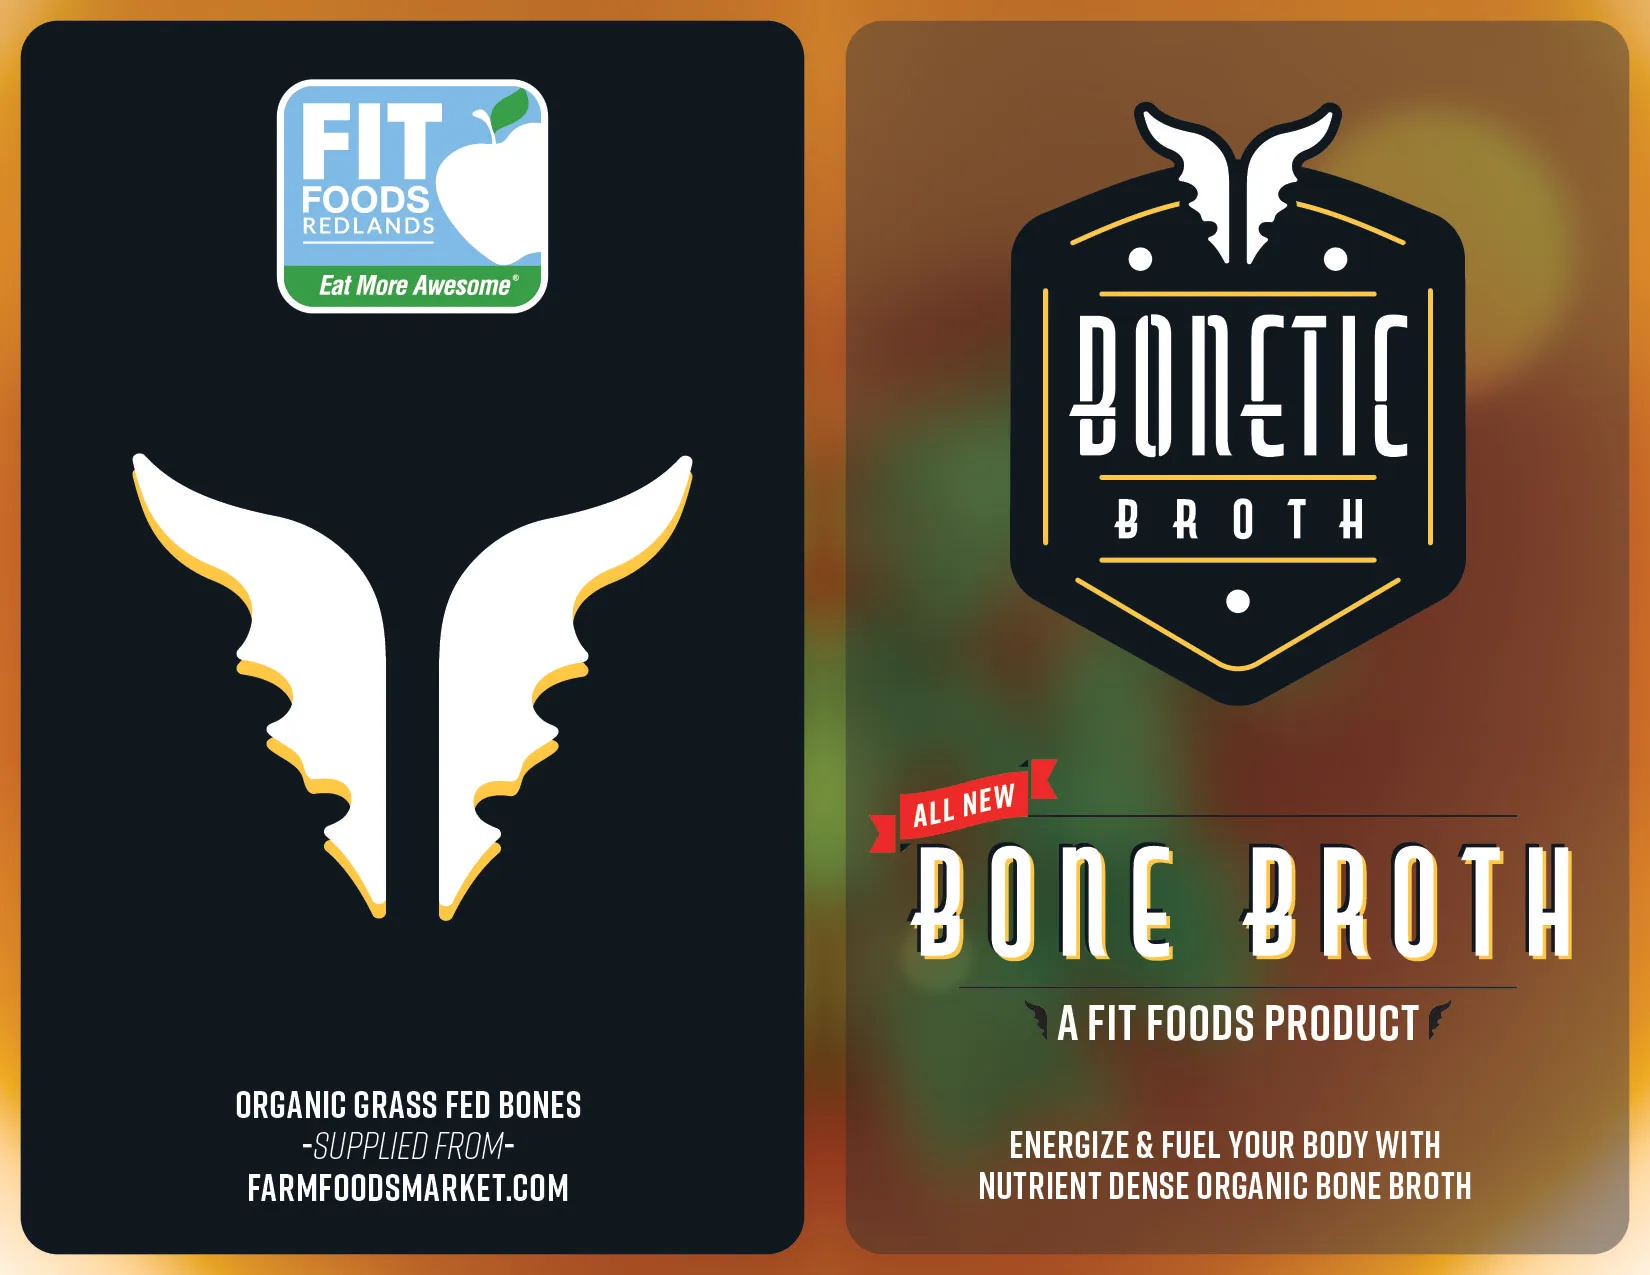 FIT
FOODS
REDLANDS
Eat More Awesome®
ORGANIC GRASS FED BONES
-SUPPLIED FROM-
FARMFOODSMARKET.COM
BONETIC
BROTH
ALL NEW
BONE BROTH
A FIT FOODS PRODUCT
ENERGIZE & FUEL YOUR BODY WITH
NUTRIENT DENSE ORGANIC BONE BROTH